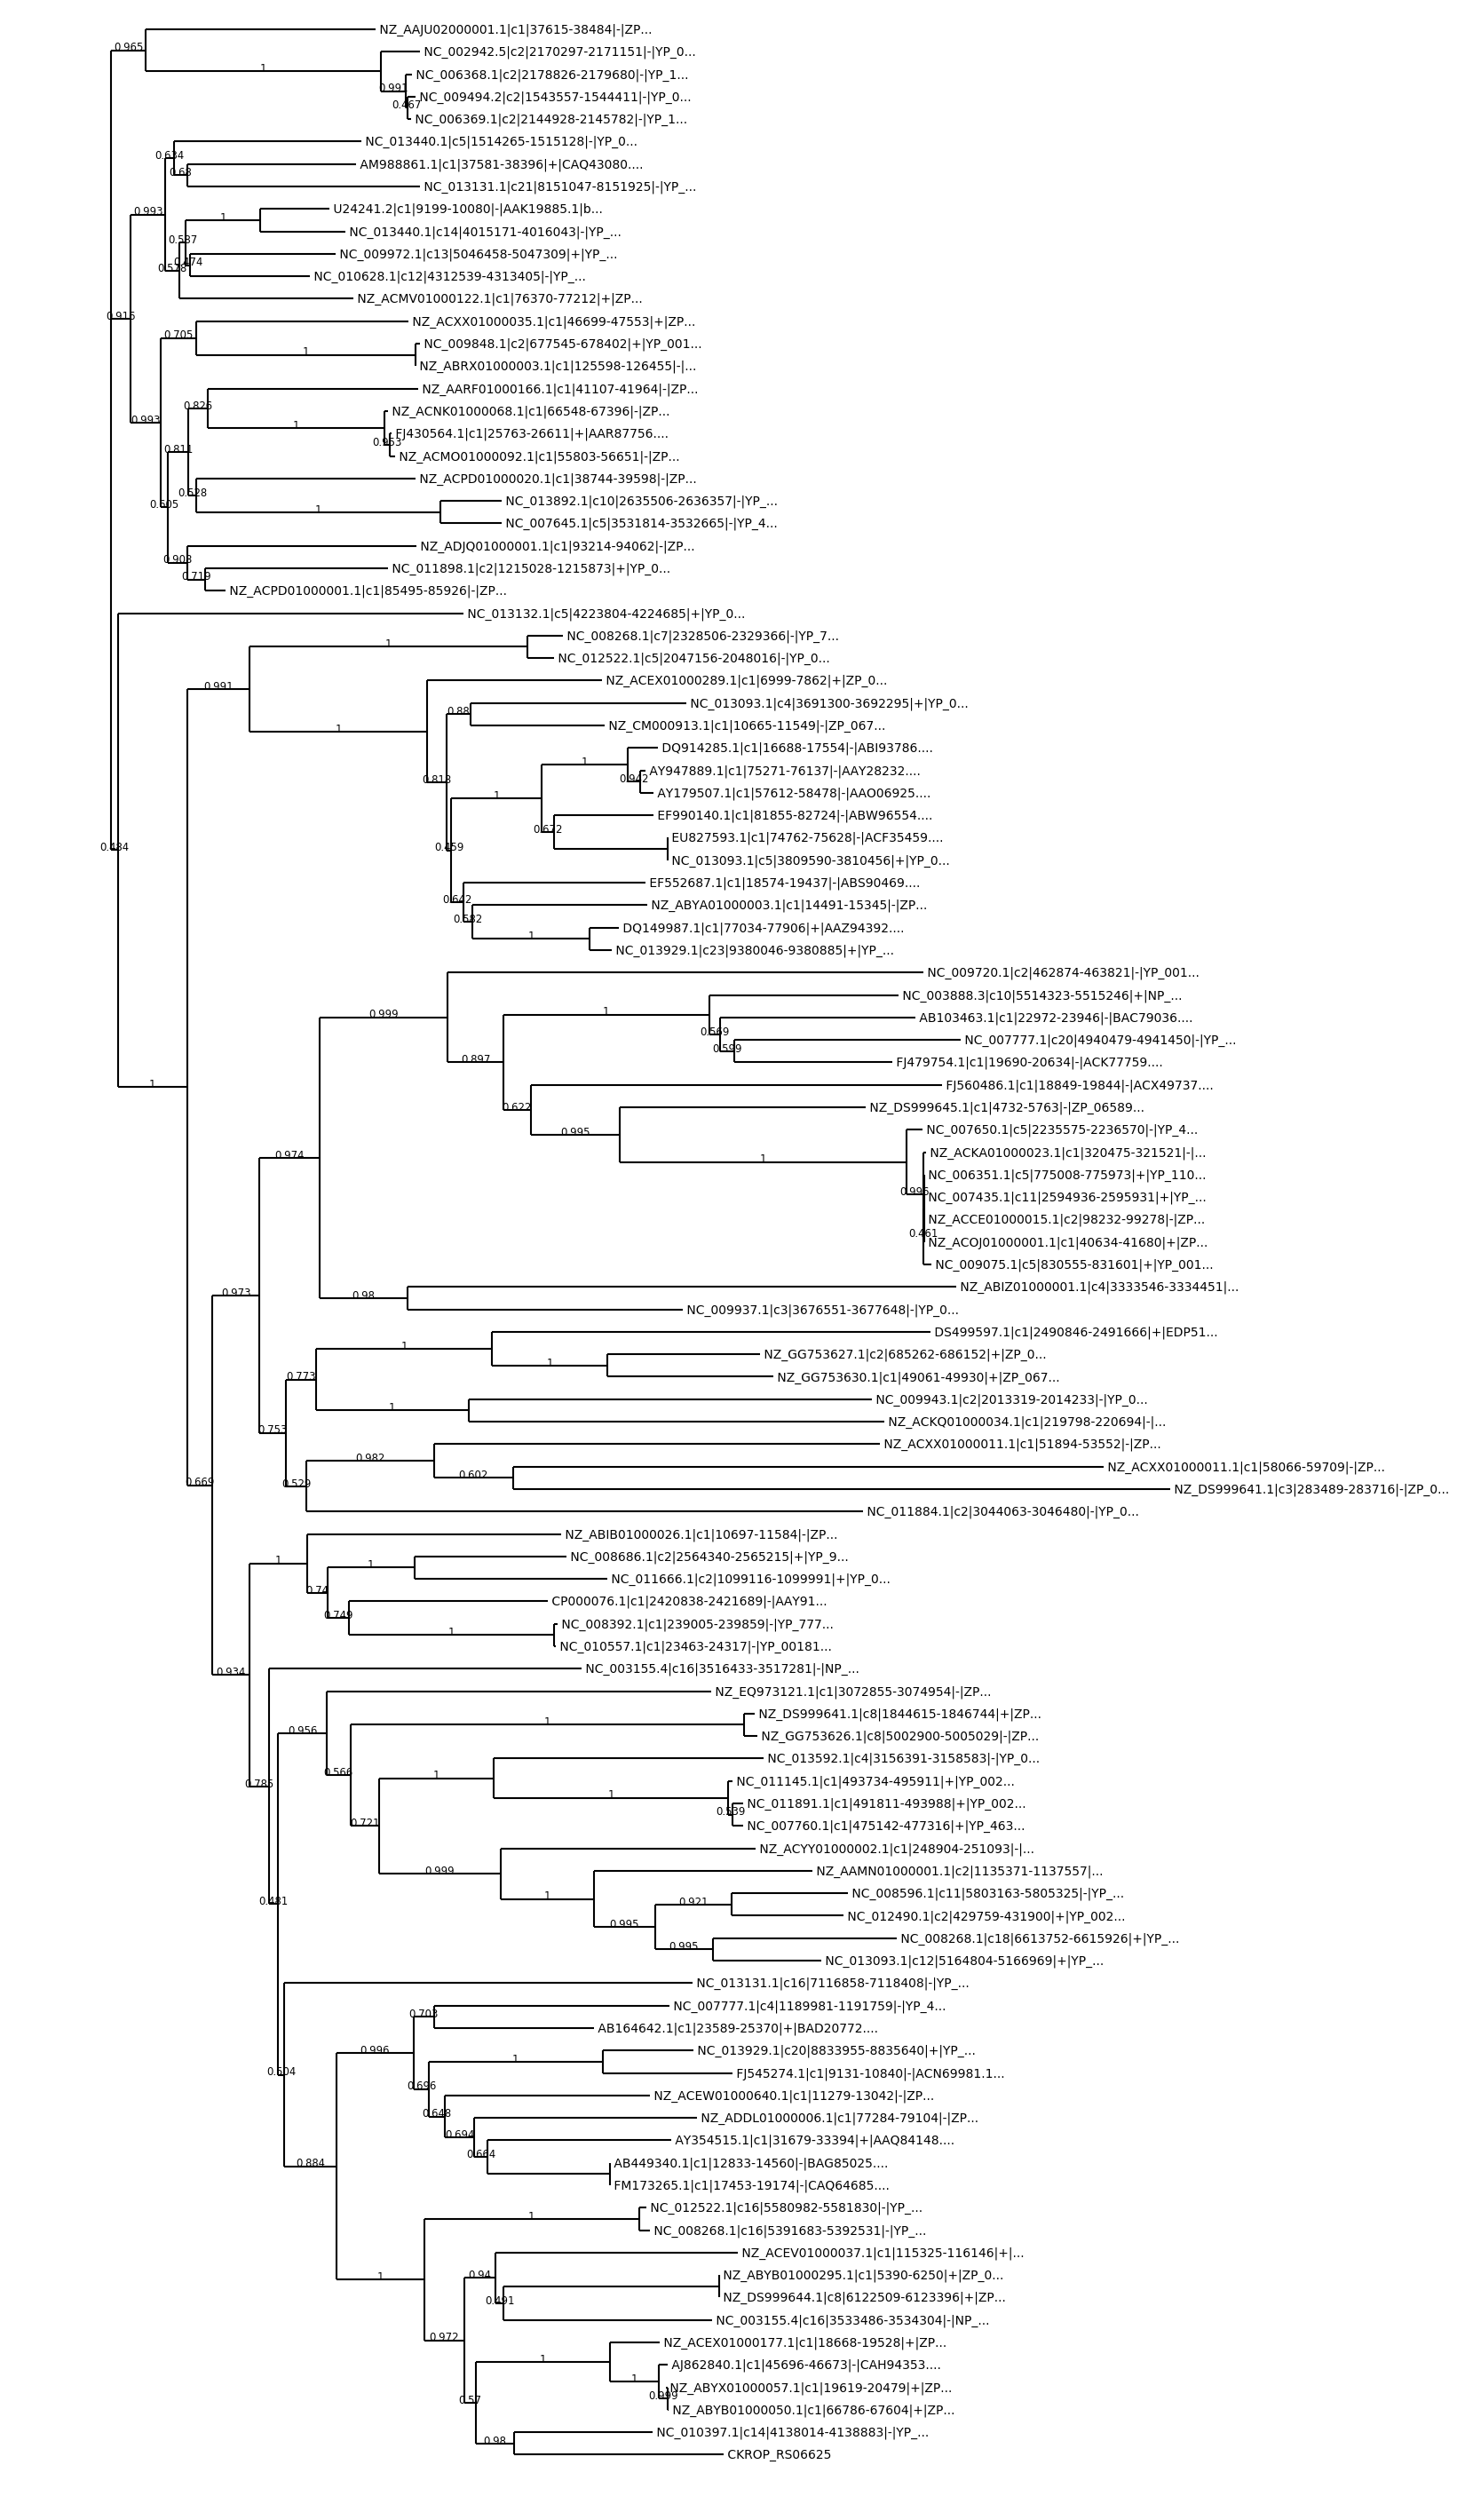 NZ_AAJU02000001.1|c1|37615-38484|-|ZP...
0.965
NC_002942.5|c2|2170297-2171151|-|YP_0...
1
NC_006368.1|c2|2178826-2179680|-|YP_1...
0.991
NC_009494.2|c2|1543557-1544411|-|YP_0...
0.467
NC_006369.1|c2|2144928-2145782|-|YP_1...
NC_013440.1|c5|1514265-1515128|-|YP_0...
0.634
AM988861.1|c1|37581-38396|+|CAQ43080....
0.68
NC_013131.1|c21|8151047-8151925|-|YP_...
U24241.2|c1|9199-10080|-|AAK19885.1|b...
0.993
1
NC_013440.1|c14|4015171-4016043|-|YP_...
0.587
NC_009972.1|c13|5046458-5047309|+|YP_...
0.578
NC_010628.1|c12|4312539-4313405|-|YP_...
NZ_ACMV01000122.1|c1|76370-77212|+|ZP...
0.915
NZ_ACXX01000035.1|c1|46699-47553|+|ZP...
0.705
NC_009848.1|c2|677545-678402|+|YP_001...
1
NZ_ABRX01000003.1|c1|125598-126455|-|...
NZ_AARF01000166.1|c1|41107-41964|-|ZP...
0.825
NZ_ACNK01000068.1|c1|66548-67396|-|ZP...
0.993
1
FJ430564.1|c1|25763-26611|+|AAR87756....
0.953
0.811
NZ_ACMO01000092.1|c1|55803-56651|-|ZP...
NZ_ACPD01000020.1|c1|38744-39598|-|ZP...
0.528
NC_013892.1|c10|2635506-2636357|-|YP_...
0.505
1
NC_007645.1|c5|3531814-3532665|-|YP_4...
NZ_ADJQ01000001.1|c1|93214-94062|-|ZP...
0.903
NC_011898.1|c2|1215028-1215873|+|YP_0...
0.719
NZ_ACPD01000001.1|c1|85495-85926|-|ZP...
NC_013132.1|c5|4223804-4224685|+|YP_0...
NC_008268.1|c7|2328506-2329366|-|YP_7...
1
NC_012522.1|c5|2047156-2048016|-|YP_0...
0.991
NZ_ACEX01000289.1|c1|6999-7862|+|ZP_0...
NC_013093.1|c4|3691300-3692295|+|YP_0...
0.88
NZ_CM000913.1|c1|10665-11549|-|ZP_067...
1
DQ914285.1|c1|16688-17554|-|ABI93786....
1
AY947889.1|c1|75271-76137|-|AAY28232....
0.942
0.813
AY179507.1|c1|57612-58478|-|AAO06925....
1
EF990140.1|c1|81855-82724|-|ABW96554....
0.672
EU827593.1|c1|74762-75628|-|ACF35459....
0.484
0.459
NC_013093.1|c5|3809590-3810456|+|YP_0...
EF552687.1|c1|18574-19437|-|ABS90469....
0.642
NZ_ABYA01000003.1|c1|14491-15345|-|ZP...
0.582
DQ149987.1|c1|77034-77906|+|AAZ94392....
1
NC_013929.1|c23|9380046-9380885|+|YP_...
NC_009720.1|c2|462874-463821|-|YP_001...
NC_003888.3|c10|5514323-5515246|+|NP_...
0.999
1
AB103463.1|c1|22972-23946|-|BAC79036....
0.569
NC_007777.1|c20|4940479-4941450|-|YP_...
0.599
0.897
FJ479754.1|c1|19690-20634|-|ACK77759....
1
FJ560486.1|c1|18849-19844|-|ACX49737....
0.622
NZ_DS999645.1|c1|4732-5763|-|ZP_06589...
0.995
NC_007650.1|c5|2235575-2236570|-|YP_4...
0.974
1
NZ_ACKA01000023.1|c1|320475-321521|-|...
NC_006351.1|c5|775008-775973|+|YP_110...
0.995
NC_007435.1|c11|2594936-2595931|+|YP_...
NZ_ACCE01000015.1|c2|98232-99278|-|ZP...
0.461
NZ_ACOJ01000001.1|c1|40634-41680|+|ZP...
NC_009075.1|c5|830555-831601|+|YP_001...
0.973
0.98
NZ_ABIZ01000001.1|c4|3333546-3334451|...
NC_009937.1|c3|3676551-3677648|-|YP_0...
DS499597.1|c1|2490846-2491666|+|EDP51...
1
NZ_GG753627.1|c2|685262-686152|+|ZP_0...
1
0.773
NZ_GG753630.1|c1|49061-49930|+|ZP_067...
NC_009943.1|c2|2013319-2014233|-|YP_0...
1
NZ_ACKQ01000034.1|c1|219798-220694|-|...
0.753
NZ_ACXX01000011.1|c1|51894-53552|-|ZP...
0.982
NZ_ACXX01000011.1|c1|58066-59709|-|ZP...
0.602
0.669
0.529
NZ_DS999641.1|c3|283489-283716|-|ZP_0...
NC_011884.1|c2|3044063-3046480|-|YP_0...
NZ_ABIB01000026.1|c1|10697-11584|-|ZP...
1
NC_008686.1|c2|2564340-2565215|+|YP_9...
1
NC_011666.1|c2|1099116-1099991|+|YP_0...
0.74
CP000076.1|c1|2420838-2421689|-|AAY91...
0.749
NC_008392.1|c1|239005-239859|-|YP_777...
1
NC_010557.1|c1|23463-24317|-|YP_00181...
0.934
NC_003155.4|c16|3516433-3517281|-|NP_...
NZ_EQ973121.1|c1|3072855-3074954|-|ZP...
NZ_DS999641.1|c8|1844615-1846744|+|ZP...
0.956
1
NZ_GG753626.1|c8|5002900-5005029|-|ZP...
NC_013592.1|c4|3156391-3158583|-|YP_0...
0.566
1
0.785
NC_011145.1|c1|493734-495911|+|YP_002...
1
NC_011891.1|c1|491811-493988|+|YP_002...
0.539
0.721
NC_007760.1|c1|475142-477316|+|YP_463...
NZ_ACYY01000002.1|c1|248904-251093|-|...
0.999
NZ_AAMN01000001.1|c2|1135371-1137557|...
1
NC_008596.1|c11|5803163-5805325|-|YP_...
0.481
0.921
NC_012490.1|c2|429759-431900|+|YP_002...
0.995
NC_008268.1|c18|6613752-6615926|+|YP_...
0.995
NC_013093.1|c12|5164804-5166969|+|YP_...
NC_013131.1|c16|7116858-7118408|-|YP_...
NC_007777.1|c4|1189981-1191759|-|YP_4...
0.703
AB164642.1|c1|23589-25370|+|BAD20772....
0.996
NC_013929.1|c20|8833955-8835640|+|YP_...
1
0.504
FJ545274.1|c1|9131-10840|-|ACN69981.1...
0.696
NZ_ACEW01000640.1|c1|11279-13042|-|ZP...
0.648
NZ_ADDL01000006.1|c1|77284-79104|-|ZP...
0.694
AY354515.1|c1|31679-33394|+|AAQ84148....
0.664
0.884
AB449340.1|c1|12833-14560|-|BAG85025....
FM173265.1|c1|17453-19174|-|CAQ64685....
NC_012522.1|c16|5580982-5581830|-|YP_...
1
NC_008268.1|c16|5391683-5392531|-|YP_...
NZ_ACEV01000037.1|c1|115325-116146|+|...
1
0.94
NZ_ABYB01000295.1|c1|5390-6250|+|ZP_0...
NZ_DS999644.1|c8|6122509-6123396|+|ZP...
0.491
NC_003155.4|c16|3533486-3534304|-|NP_...
0.972
NZ_ACEX01000177.1|c1|18668-19528|+|ZP...
1
AJ862840.1|c1|45696-46673|-|CAH94353....
1
NZ_ABYX01000057.1|c1|19619-20479|+|ZP...
0.999
0.57
NZ_ABYB01000050.1|c1|66786-67604|+|ZP...
NC_010397.1|c14|4138014-4138883|-|YP_...
0.98
CKROP_RS06625